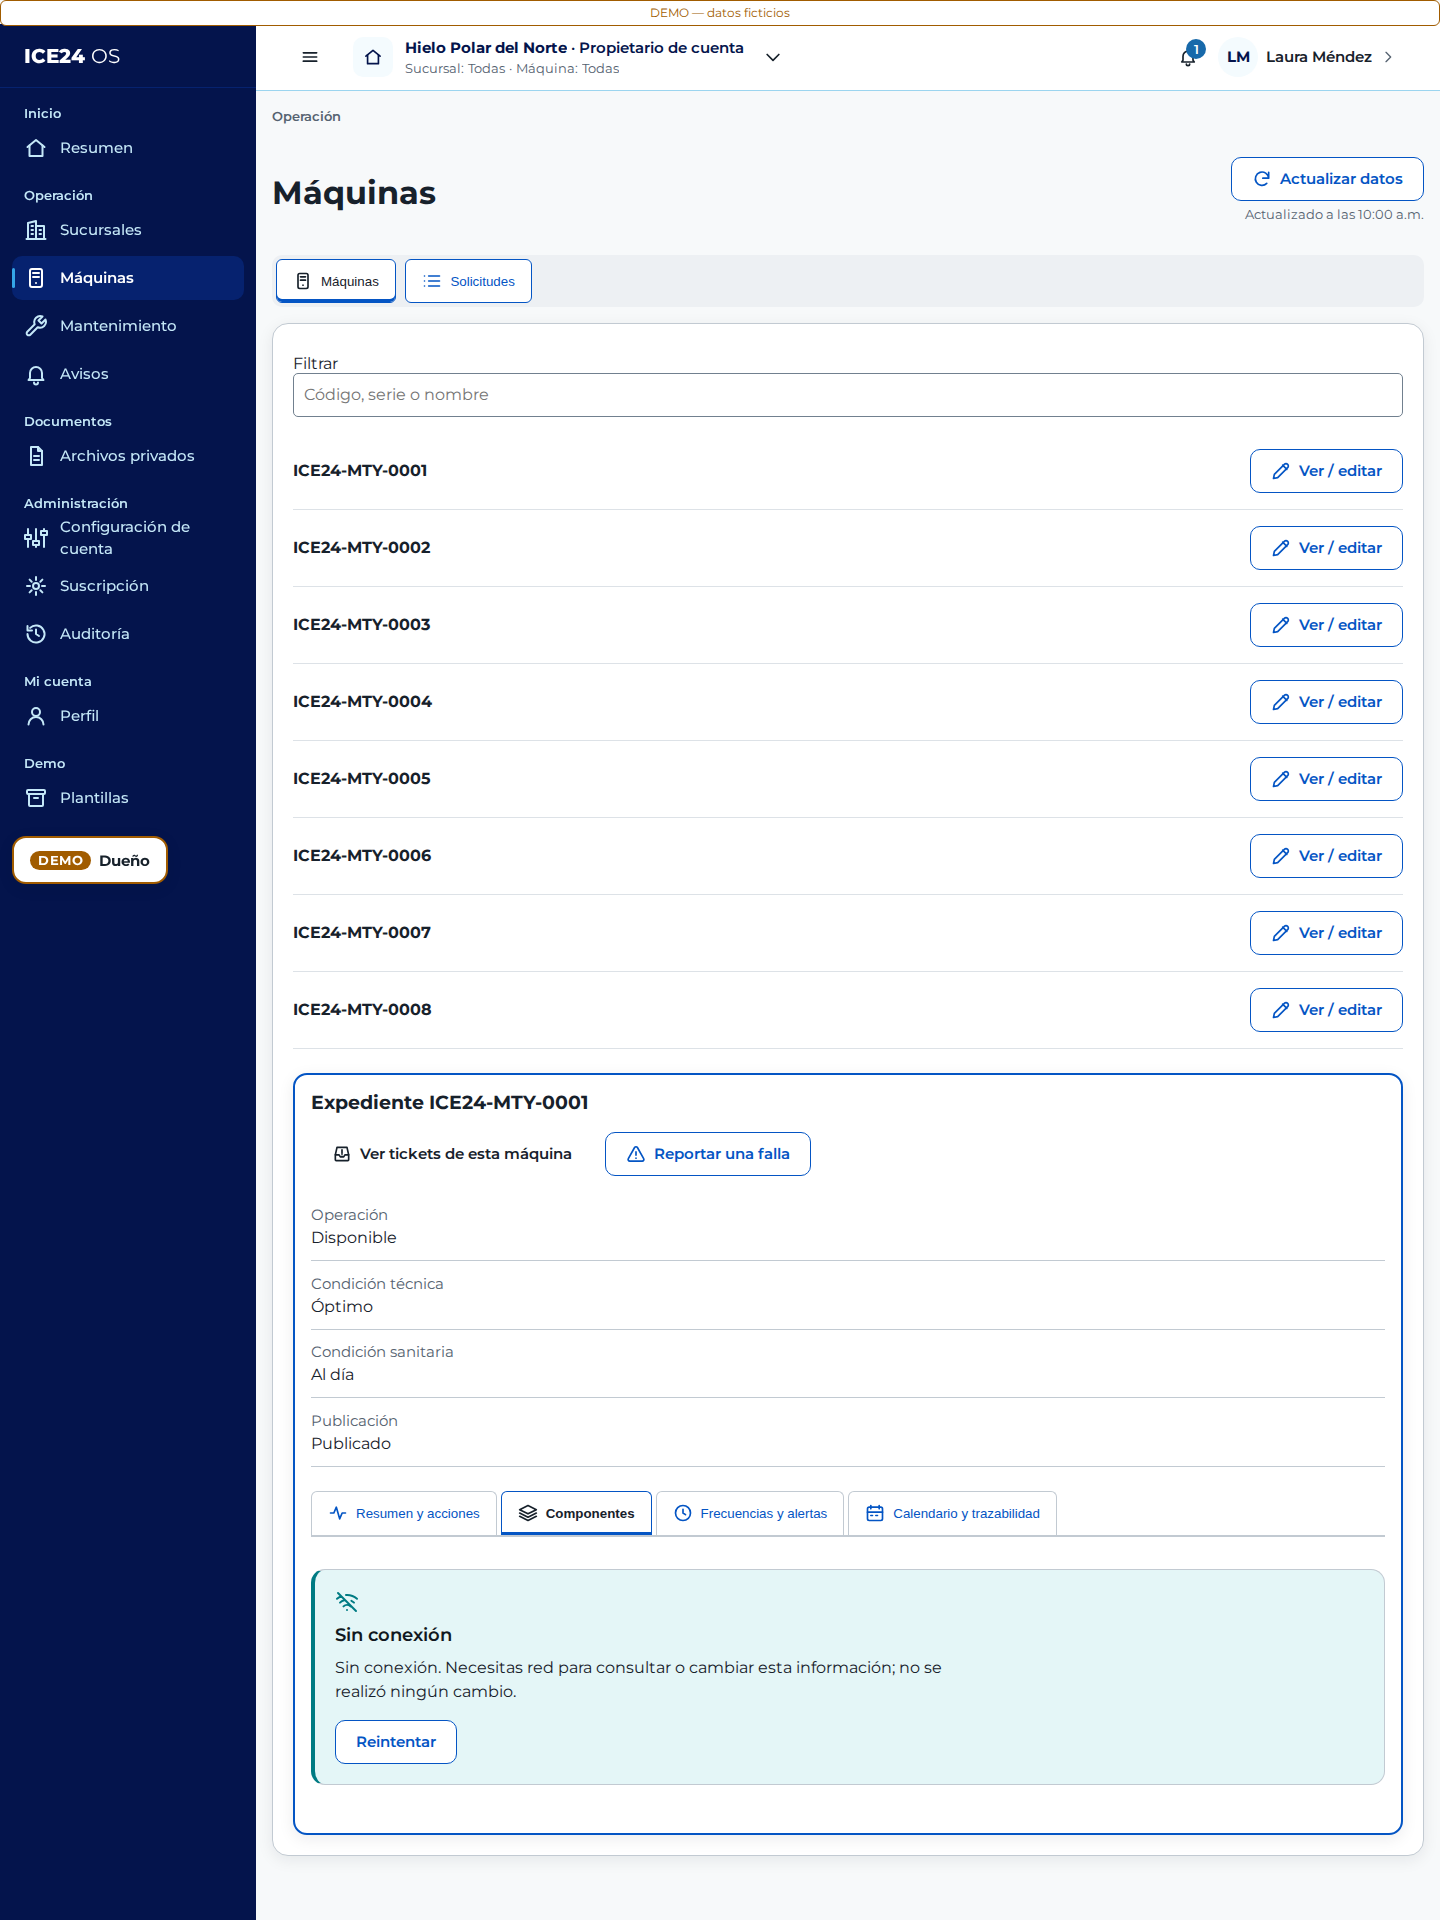 DEMO — datos ficticios
ICE24 OS
Inicio
Resumen
Operación
Sucursales
Máquinas
Mantenimiento
Avisos
Documentos
Archivos privados
Administración
Configuración de
cuenta
Suscripción
Auditoría
Mi cuenta
Perfil
Demo
Plantillas
DEMO Dueño
Hielo Polar del Norte · Propietario de cuenta
Sucursal: Todas · Máquina: Todas
1
LM Laura Méndez
Operación
Máquinas
Actualizar datos
Actualizado a las 10:00 a.m.
Máquinas
Solicitudes
Filtrar
Código, serie o nombre
ICE24-MTY-0001 Ver / editar
ICE24-MTY-0002 Ver / editar
ICE24-MTY-0003 Ver / editar
ICE24-MTY-0004 Ver / editar
ICE24-MTY-0005 Ver / editar
ICE24-MTY-0006 Ver / editar
ICE24-MTY-0007 Ver / editar
ICE24-MTY-0008 Ver / editar
Expediente ICE24-MTY-0001
Ver tickets de esta máquina Reportar una falla
Operación
Disponible
Condición técnica
Óptimo
Condición sanitaria
Al día
Publicación
Publicado
Resumen y acciones Componentes Frecuencias y alertas Calendario y trazabilidad
Sin conexión
Sin conexión. Necesitas red para consultar o cambiar esta información; no se
realizó ningún cambio.
Reintentar